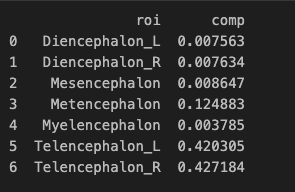 roi comp
0 Diencephalon_L 0.007563
1 Diencephalon_R 0.007634
2 Mesencephalon 0.008647
3 Metencephalon 0.124883
4 Myelencephalon 0.003785
5 Telencephalon_L 0.420305
6 Telencephalon_R 0.427184